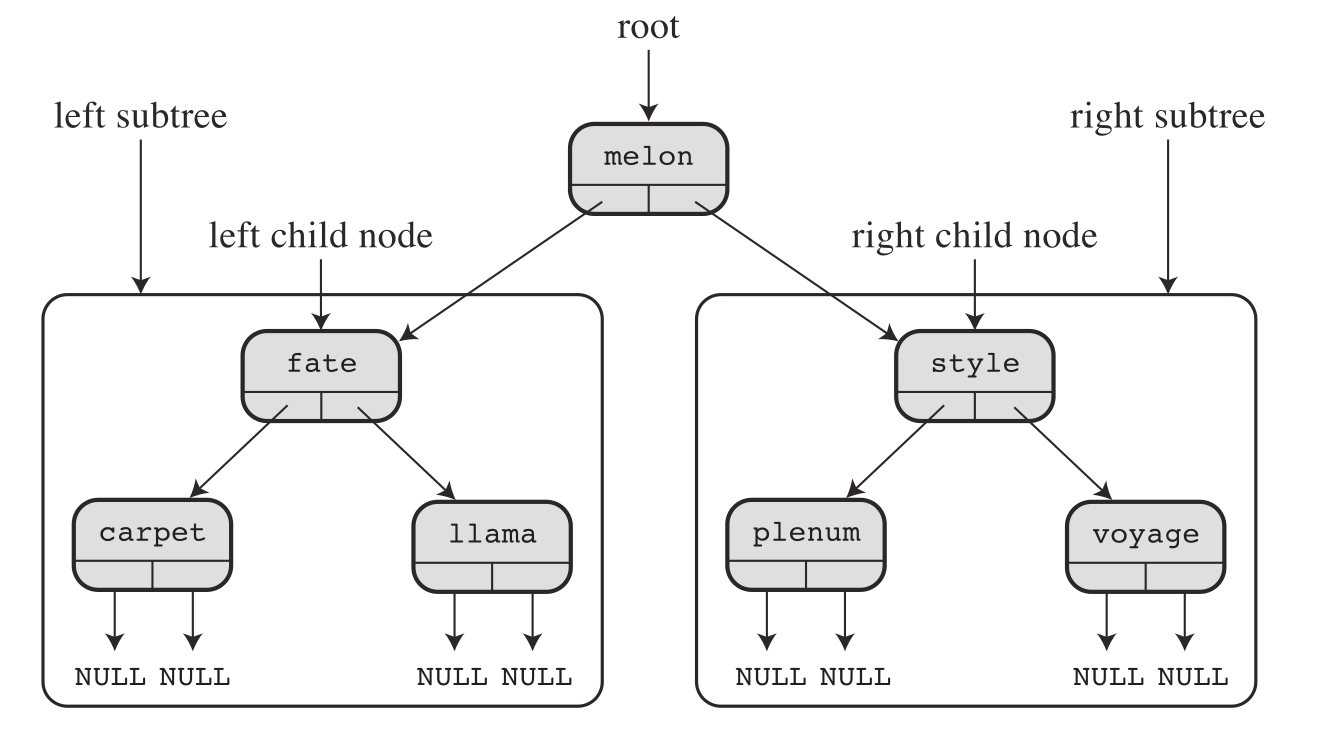 root
left subtree
right subtree
melon
left child node
right child node
fate
style
carpet
llama
plenum
voyage
NULL NULL
NULL NULL
NULL NULL
NULL NULL